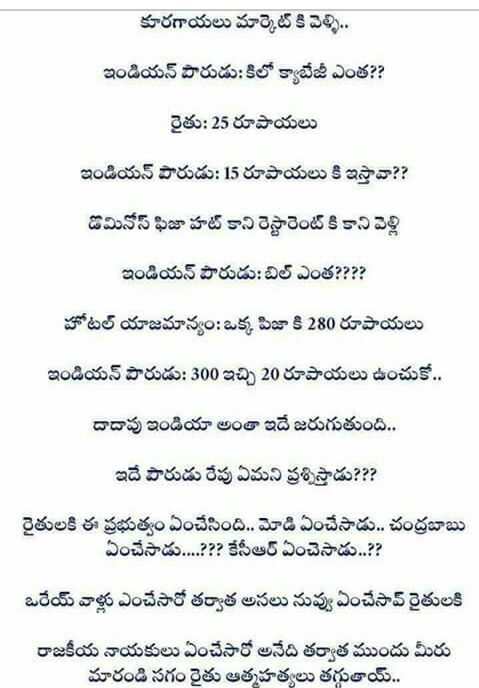 కూరగాయలు మార్కెట్ కి వెళ్ళి..
ఇండియన్ పౌరుడు: కిలో క్యాబేజీ ఎంత??
రైతు: 25 రూపాయలు
ఇండియన్ పౌరుడు: 15 రూపాయలు కి ఇస్తావా??
డొమినోస్ ఫిజా హట్ కాని రెస్టారెంట్ కి కాని వెళ్లి
ఇండియన్ పౌరుడు: బిల్ ఎంత????
హోటల్ యాజమాన్యం: ఒక్క పిజా కి 280 రూపాయలు
ఇండియన్ పౌరుడు: 300 ఇచ్చి 20 రూపాయలు ఉంచుకో..
దాదాపు ఇండియా అంతా ఇదే జరుగుతుంది..
ఇదే పౌరుడు రేపు ఏమని ప్రశ్నిస్తాడు???
రైతులకి ఈ ప్రభుత్వం ఏంచేసింది.. మోడి ఏంచేసాడు.. చంద్రబాబు
ఏంచేసాడు....??? కేసీఆర్ ఏంచెసాడు..??
ఒరేయ్ వాళ్లు ఎంచేసారో తర్వాత అసలు నువ్వు ఏంచేసావ్ రైతులకి
రాజకీయ నాయకులు ఏంచేసారో అనేది తర్వాత ముందు మీరు
మారండి సగం రైతు ఆత్మహత్యలు తగ్గుతాయ్..